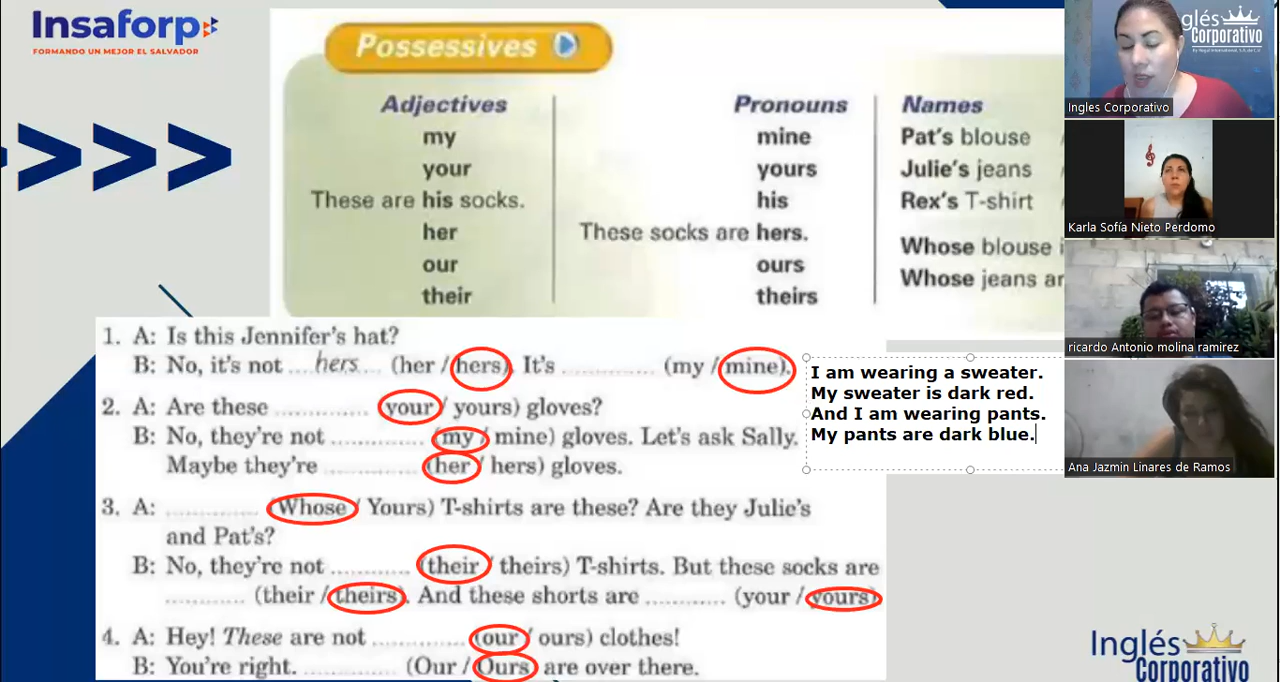 Insaforp
FORMANDO UN MEJOR EL SALVADOR
Possessives
Adjectives Pronouns Names
my mine Pat's blouse
your yours Julie's jeans
These are his socks. his Rex's T-shirt
her These socks are hers.
our ours Whose blouse
their theirs Whose jeans
1. A: Is this Jennifer's hat?
B: No, it's not ....hers.... (her / hers). It's .............. (my / mine).
2. A: Are these .............. (your / yours) gloves?
B: No, they're not .............. (my / mine) gloves. Let's ask Sally.
Maybe they're .............. (her / hers) gloves.
3. A: .............. (Whose / Yours) T-shirts are these? Are they Julie's
and Pat's?
B: No, they're not .............. (their / theirs) T-shirts. But these socks are
.............. (their / theirs). And these shorts are .............. (your / yours).
4. A: Hey! These are not .............. (our / ours) clothes!
B: You're right. .............. (Our / Ours) are over there.
I am wearing a sweater.
My sweater is dark red.
And I am wearing pants.
My pants are dark blue.
glés
Corporativo
Ingles Corporativo
Karla Sofía Nieto Perdomo
ricardo Antonio molina ramirez
Ana Jazmin Linares de Ramos
Inglés
Corporativo